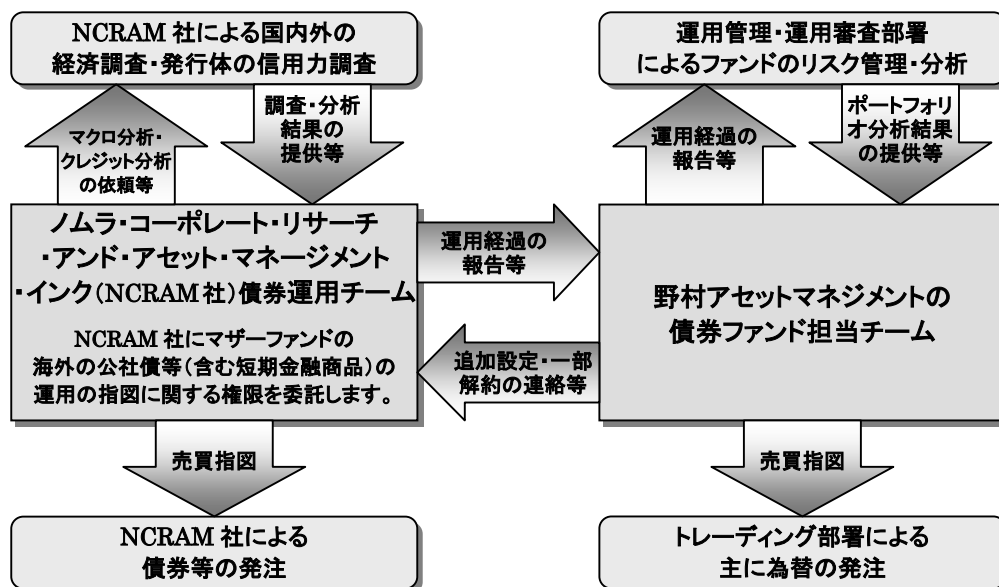 NCRAM 社による国内外の
経済調査・発行体の信用力調査
運用管理・運用審査部署
によるファンドのリスク管理・分析
マクロ分析・
クレジット分析
の依頼等
調査・分析
結果の
提供等
運用経過の
報告等
ポートフォリ
オ分析結果
の提供等
ノムラ・コーポレート・リサーチ
・アンド・アセット・マネージメント
・インク(NCRAM 社)債券運用チーム
NCRAM 社にマザーファンドの
海外の公社債等(含む短期金融商品)の
運用の指図に関する権限を委託します。
運用経過の
報告等
追加設定・一部
解約の連絡等
野村アセットマネジメントの
債券ファンド担当チーム
売買指図
売買指図
NCRAM 社による
債券等の発注
トレーディング部署による
主に為替の発注